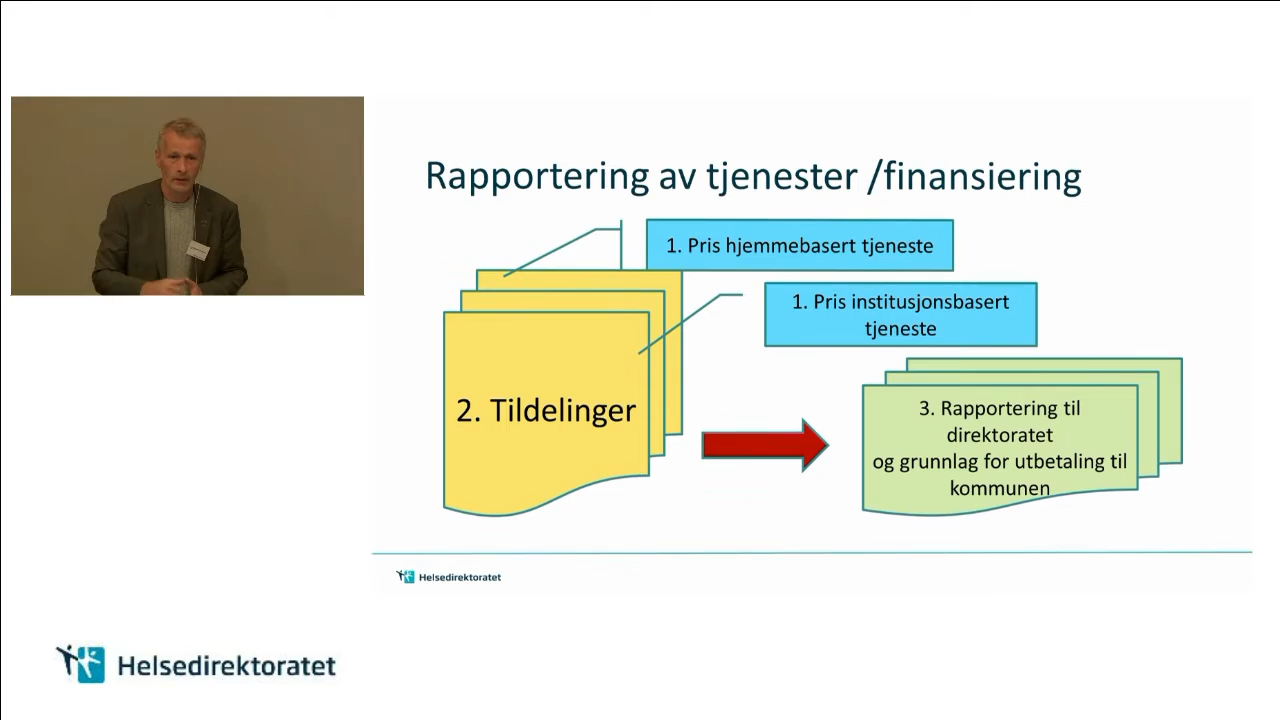 Rapportering av tjenester /finansiering
1. Pris hjemmebasert tjeneste
1. Pris institusjonsbasert
tjeneste
2. Tildelinger
3. Rapportering til
direktoratet
og grunnlag for utbetaling til
kommunen
Helsedirektoratet
Helsedirektoratet